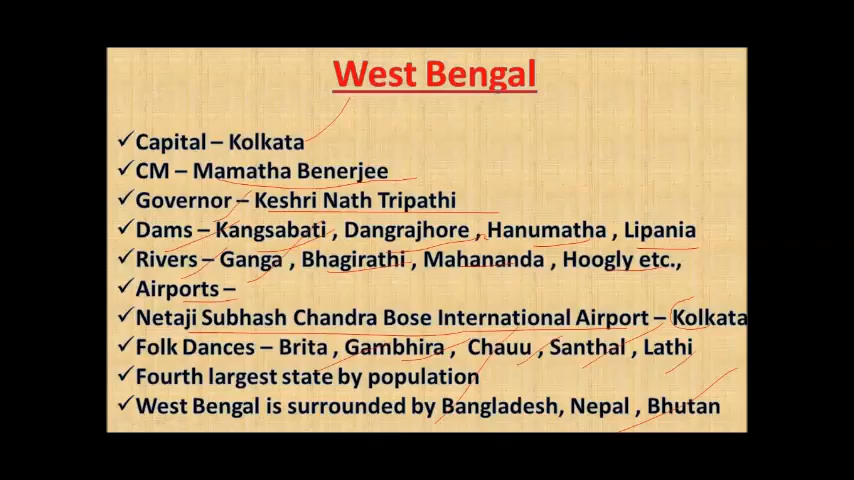 West Bengal
✓Capital – Kolkata
✓CM – Mamatha Benerjee
✓Governor – Keshri Nath Tripathi
✓Dams – Kangsabati , Dangrajhore , Hanumatha , Lipania
✓Rivers – Ganga , Bhagirathi , Mahananda , Hoogly etc.,
✓Airports –
✓Netaji Subhash Chandra Bose International Airport – Kolkata
✓Folk Dances – Brita , Gambhira , Chauu , Santhal , Lathi
✓Fourth largest state by population
✓West Bengal is surrounded by Bangladesh, Nepal , Bhutan